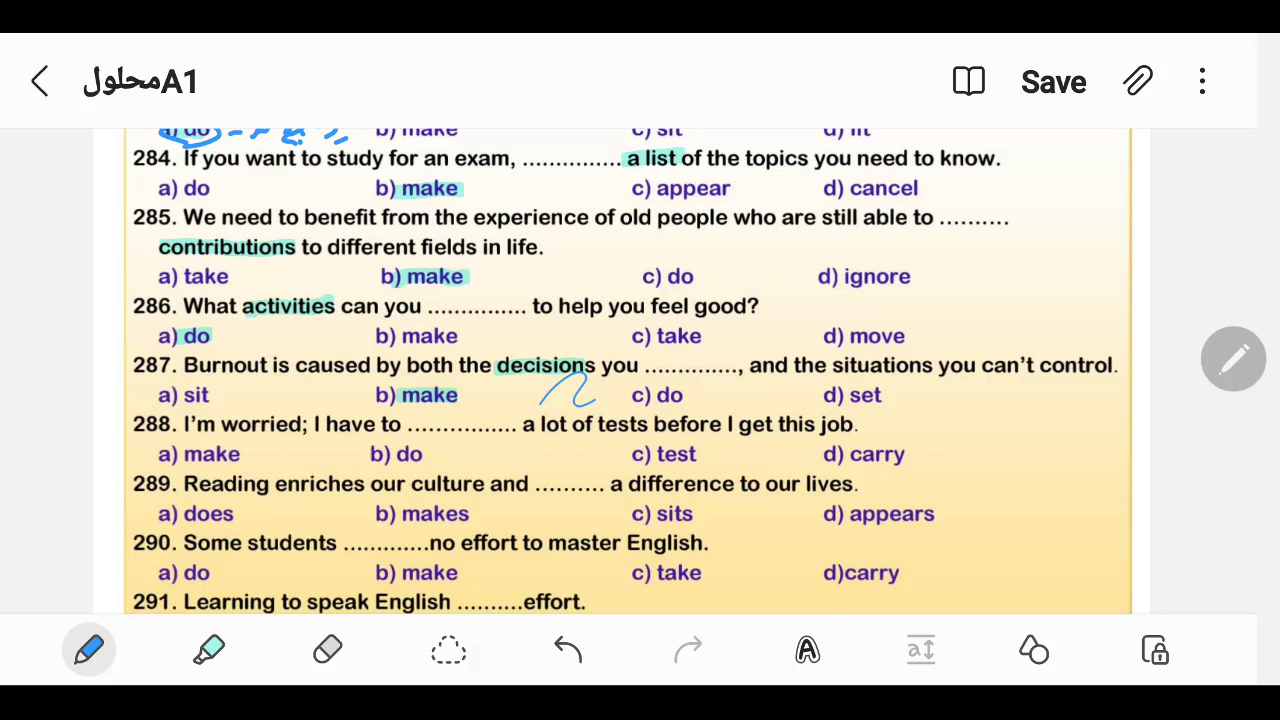 محلولA1
Save
a) do b) make c) sit d) lit
284. If you want to study for an exam, ............... a list of the topics you need to know.
a) do b) make c) appear d) cancel
285. We need to benefit from the experience of old people who are still able to ..........
contributions to different fields in life.
a) take b) make c) do d) ignore
286. What activities can you ............... to help you feel good?
a) do b) make c) take d) move
287. Burnout is caused by both the decisions you .............., and the situations you can't control.
a) sit b) make c) do d) set
288. I'm worried; I have to ................ a lot of tests before I get this job.
a) make b) do c) test d) carry
289. Reading enriches our culture and .......... a difference to our lives.
a) does b) makes c) sits d) appears
290. Some students .............no effort to master English.
a) do b) make c) take d)carry
291. Learning to speak English ..........effort.